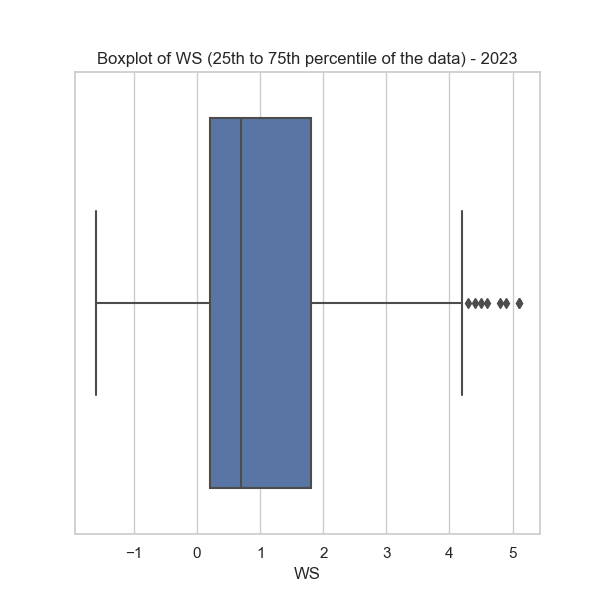 Boxplot of WS (25th to 75th percentile of the data) - 2023
−1 0 1 2 3 4 5
WS